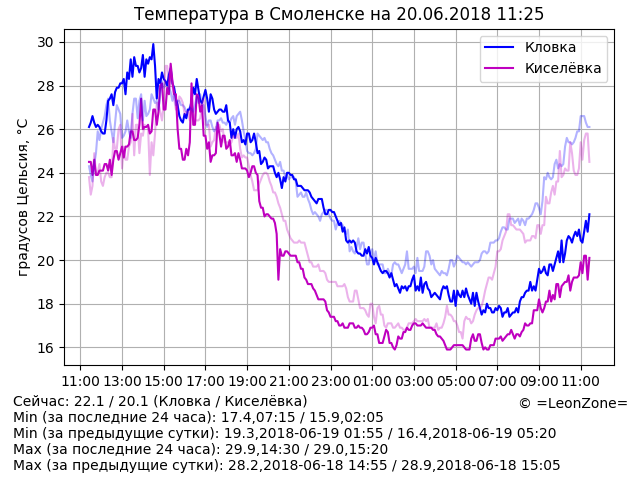 Температура в Смоленске на 20.06.2018 11:25
градусов Цельсия, °C
30
28
26
24
22
20
18
16
Кловка
Киселёвка
11:00 13:00 15:00 17:00 19:00 21:00 23:00 01:00 03:00 05:00 07:00 09:00 11:00
Сейчас: 22.1 / 20.1 (Кловка / Киселёвка)
© =LeonZone=
Min (за последние 24 часа): 17.4,07:15 / 15.9,02:05
Min (за предыдущие сутки): 19.3,2018-06-19 01:55 / 16.4,2018-06-19 05:20
Max (за последние 24 часа): 29.9,14:30 / 29.0,15:20
Max (за предыдущие сутки): 28.2,2018-06-18 14:55 / 28.9,2018-06-18 15:05